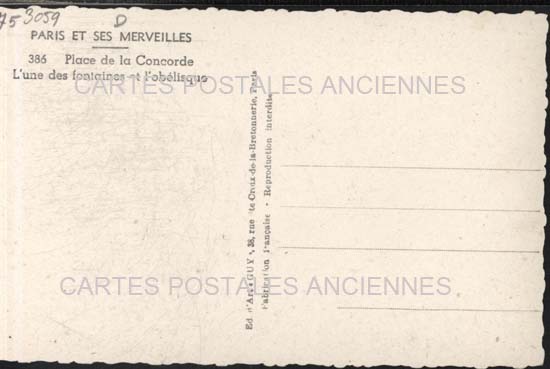 75 3059 D
PARIS ET SES MERVEILLES
386 Place de la Concorde
L'une des fontaines et l'obélisque
CARTES POSTALES ANCIENNES
Ed. d'Art GUY, 38, rue Ste-Croix-de-la-Bretonnerie, Paris
Fabrication Française - Reproduction interdite
CARTES POSTALES ANCIENNES